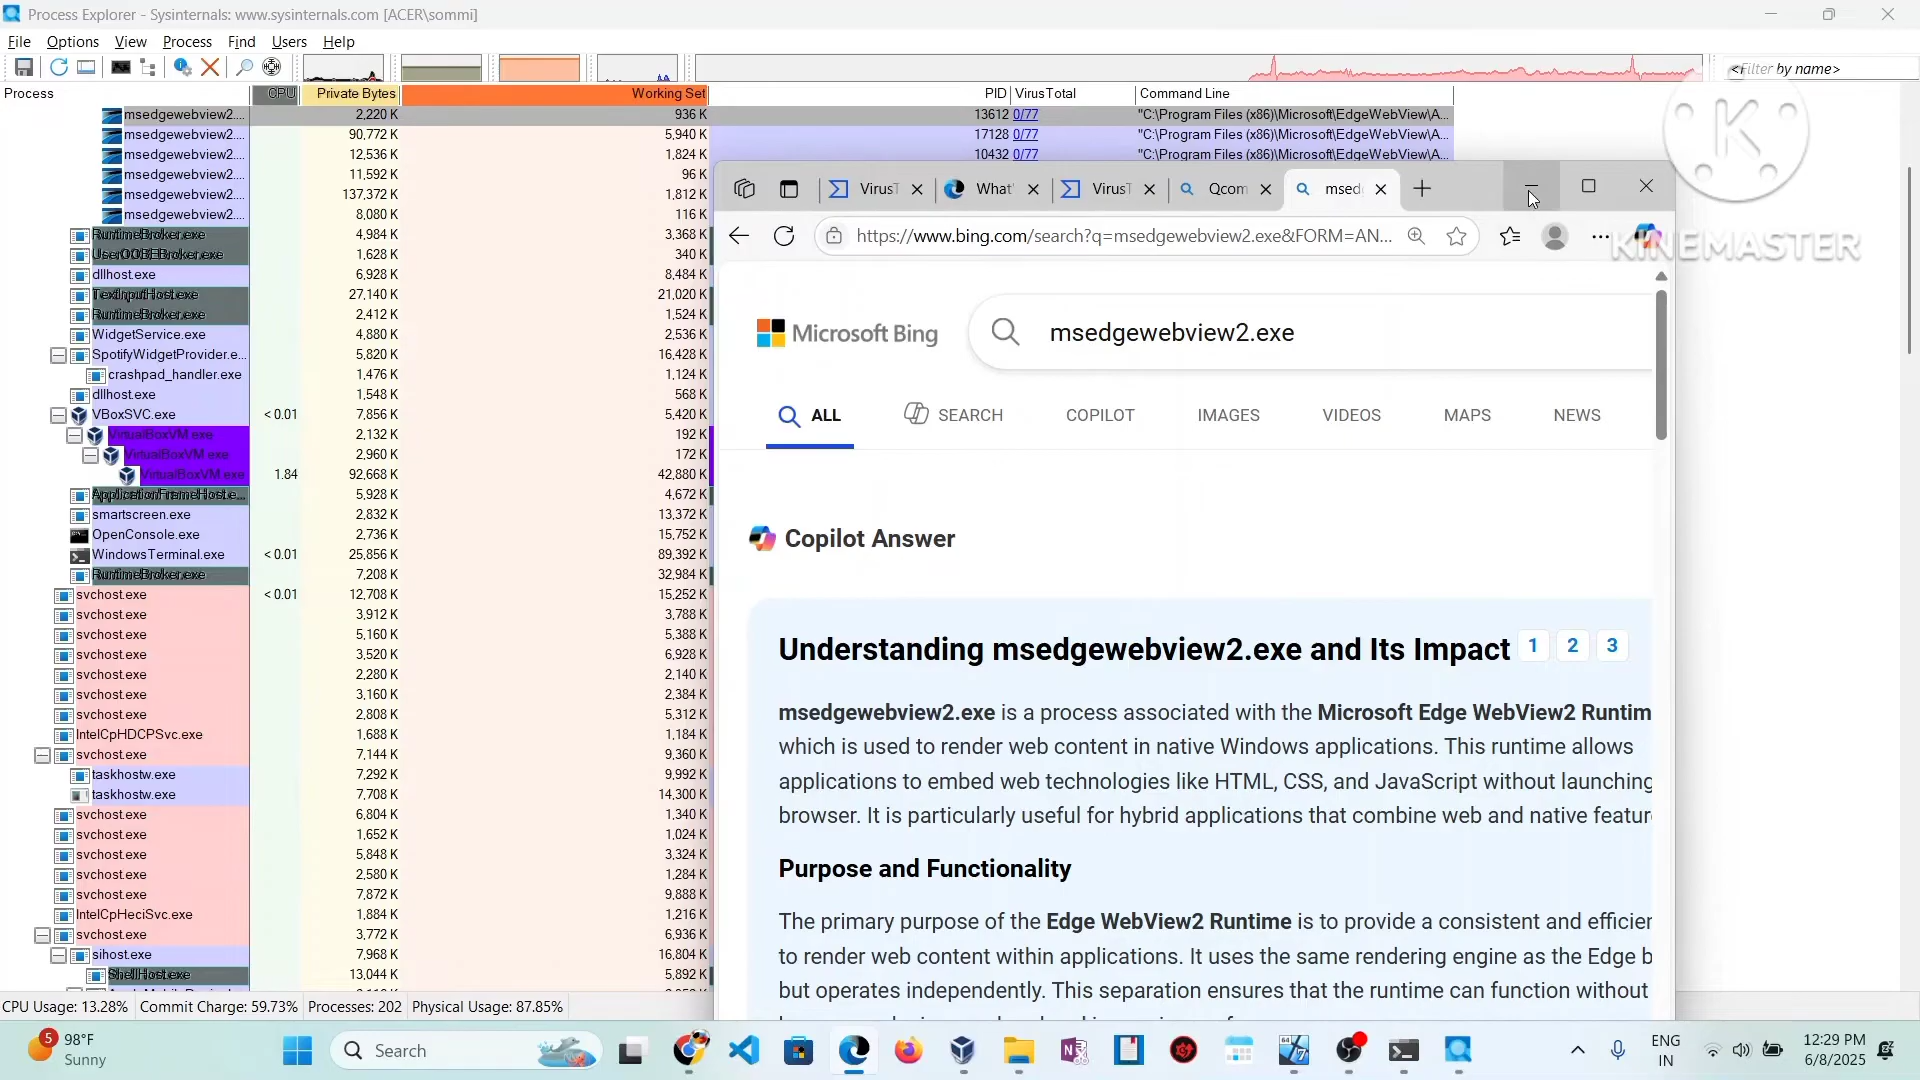 Process Explorer - Sysinternals: www.sysinternals.com [ACER\sommi]
File Options View Process Find Users Help
<Filter by name>
Process CPU Private Bytes Working Set PID VirusTotal Command Line
msedgewebview2.... 2,220 K 936 K 13612 0/77 "C:\Program Files (x86)\Microsoft\EdgeWebView\A...
msedgewebview2.... 90,772 K 5,940 K 17128 0/77 "C:\Program Files (x86)\Microsoft\EdgeWebView\A...
msedgewebview2.... 12,536 K 1,824 K 10432 0/77 "C:\Program Files (x86)\Microsoft\EdgeWebView\A...
msedgewebview2.... 11,592 K 96 K
msedgewebview2.... 137,372 K 1,812 K
msedgewebview2.... 8,080 K 116 K
RuntimeBroker.exe 4,984 K 3,368 K
UserOOBEBroker.exe 1,628 K 340 K
dllhost.exe 6,928 K 8,484 K
TextInputHost.exe 27,140 K 21,020 K
RuntimeBroker.exe 2,412 K 1,524 K
WidgetService.exe 4,880 K 2,536 K
SpotifyWidgetProvider.e... 5,820 K 16,428 K
crashpad_handler.exe 1,476 K 1,124 K
dllhost.exe 1,548 K 568 K
VBoxSVC.exe < 0.01 7,856 K 5,420 K
VirtualBoxVM.exe 2,132 K 192 K
VirtualBoxVM.exe 2,960 K 172 K
VirtualBoxVM.exe 1.84 92,668 K 42,880 K
ApplicationFrameHost.e... 5,928 K 4,672 K
smartscreen.exe 2,832 K 13,372 K
OpenConsole.exe 2,736 K 15,752 K
WindowsTerminal.exe < 0.01 25,856 K 89,392 K
RuntimeBroker.exe 7,208 K 32,984 K
svchost.exe < 0.01 12,708 K 15,252 K
svchost.exe 3,912 K 3,788 K
svchost.exe 5,160 K 5,388 K
svchost.exe 3,520 K 6,928 K
svchost.exe 2,280 K 2,140 K
svchost.exe 3,160 K 2,384 K
svchost.exe 2,808 K 5,312 K
IntelCpHDCPSvc.exe 1,688 K 1,184 K
svchost.exe 7,144 K 9,360 K
taskhostw.exe 7,292 K 9,992 K
taskhostw.exe 7,708 K 14,300 K
svchost.exe 6,804 K 1,340 K
svchost.exe 1,652 K 1,024 K
svchost.exe 5,848 K 3,324 K
svchost.exe 2,580 K 1,284 K
svchost.exe 7,872 K 9,888 K
IntelCpHeciSvc.exe 1,884 K 1,216 K
svchost.exe 3,772 K 6,936 K
sihost.exe 7,968 K 16,804 K
ShellHost.exe 13,044 K 5,892 K
CPU Usage: 13.28% Commit Charge: 59.73% Processes: 202 Physical Usage: 87.85%
VirusT What' VirusT Qcom msed
https://www.bing.com/search?q=msedgewebview2.exe&FORM=AN...
K
KINEMASTER
Microsoft Bing
msedgewebview2.exe
ALL SEARCH COPILOT IMAGES VIDEOS MAPS NEWS
Copilot Answer
Understanding msedgewebview2.exe and Its Impact 1 2 3
msedgewebview2.exe is a process associated with the Microsoft Edge WebView2 Runtim
which is used to render web content in native Windows applications. This runtime allows
applications to embed web technologies like HTML, CSS, and JavaScript without launching
browser. It is particularly useful for hybrid applications that combine web and native featur
Purpose and Functionality
The primary purpose of the Edge WebView2 Runtime is to provide a consistent and efficien
to render web content within applications. It uses the same rendering engine as the Edge b
but operates independently. This separation ensures that the runtime can function without
5 98°F
Sunny
Search
ENG
IN
12:29 PM
6/8/2025